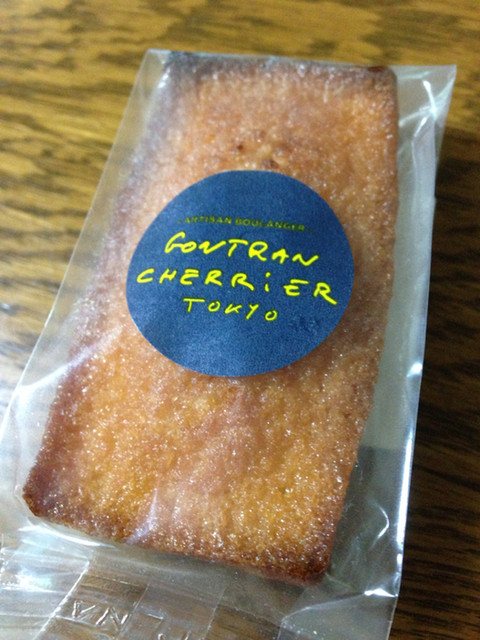 ARTISAN BOULANGER
GONTRAN
CHERRiER
TOKYO